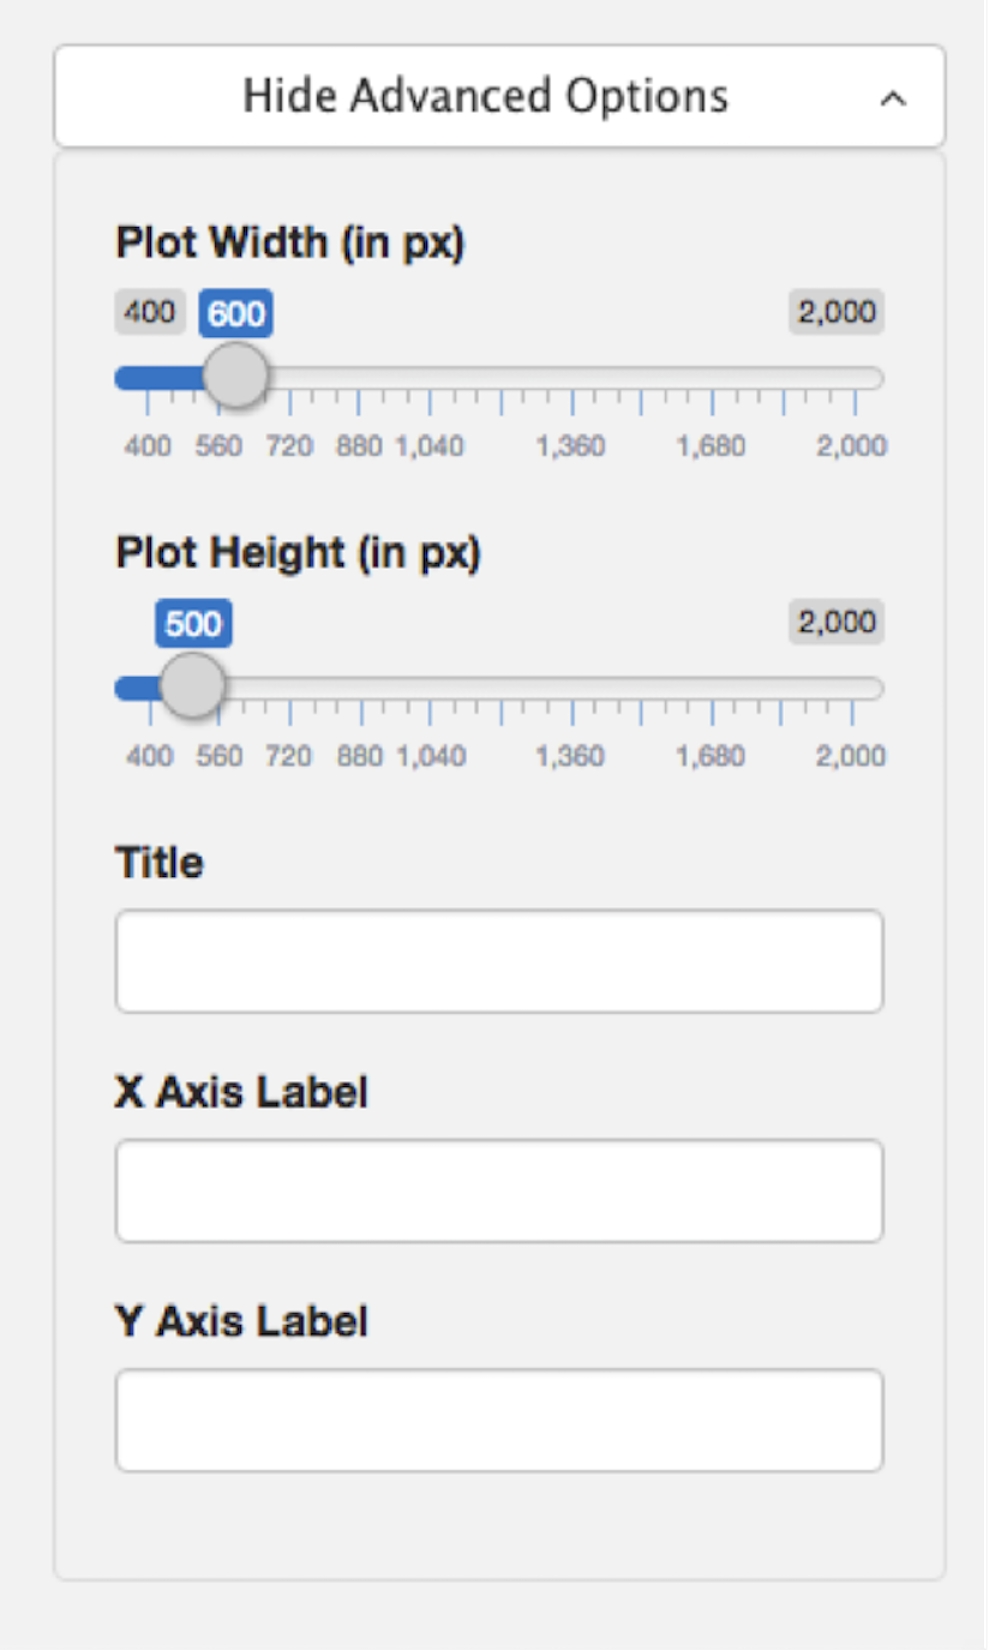 Hide Advanced Options
Plot Width (in px)
400 600 2,000
400 560 720 880 1,040 1,360 1,680 2,000
Plot Height (in px)
500 2,000
400 560 720 880 1,040 1,360 1,680 2,000
Title
X Axis Label
Y Axis Label